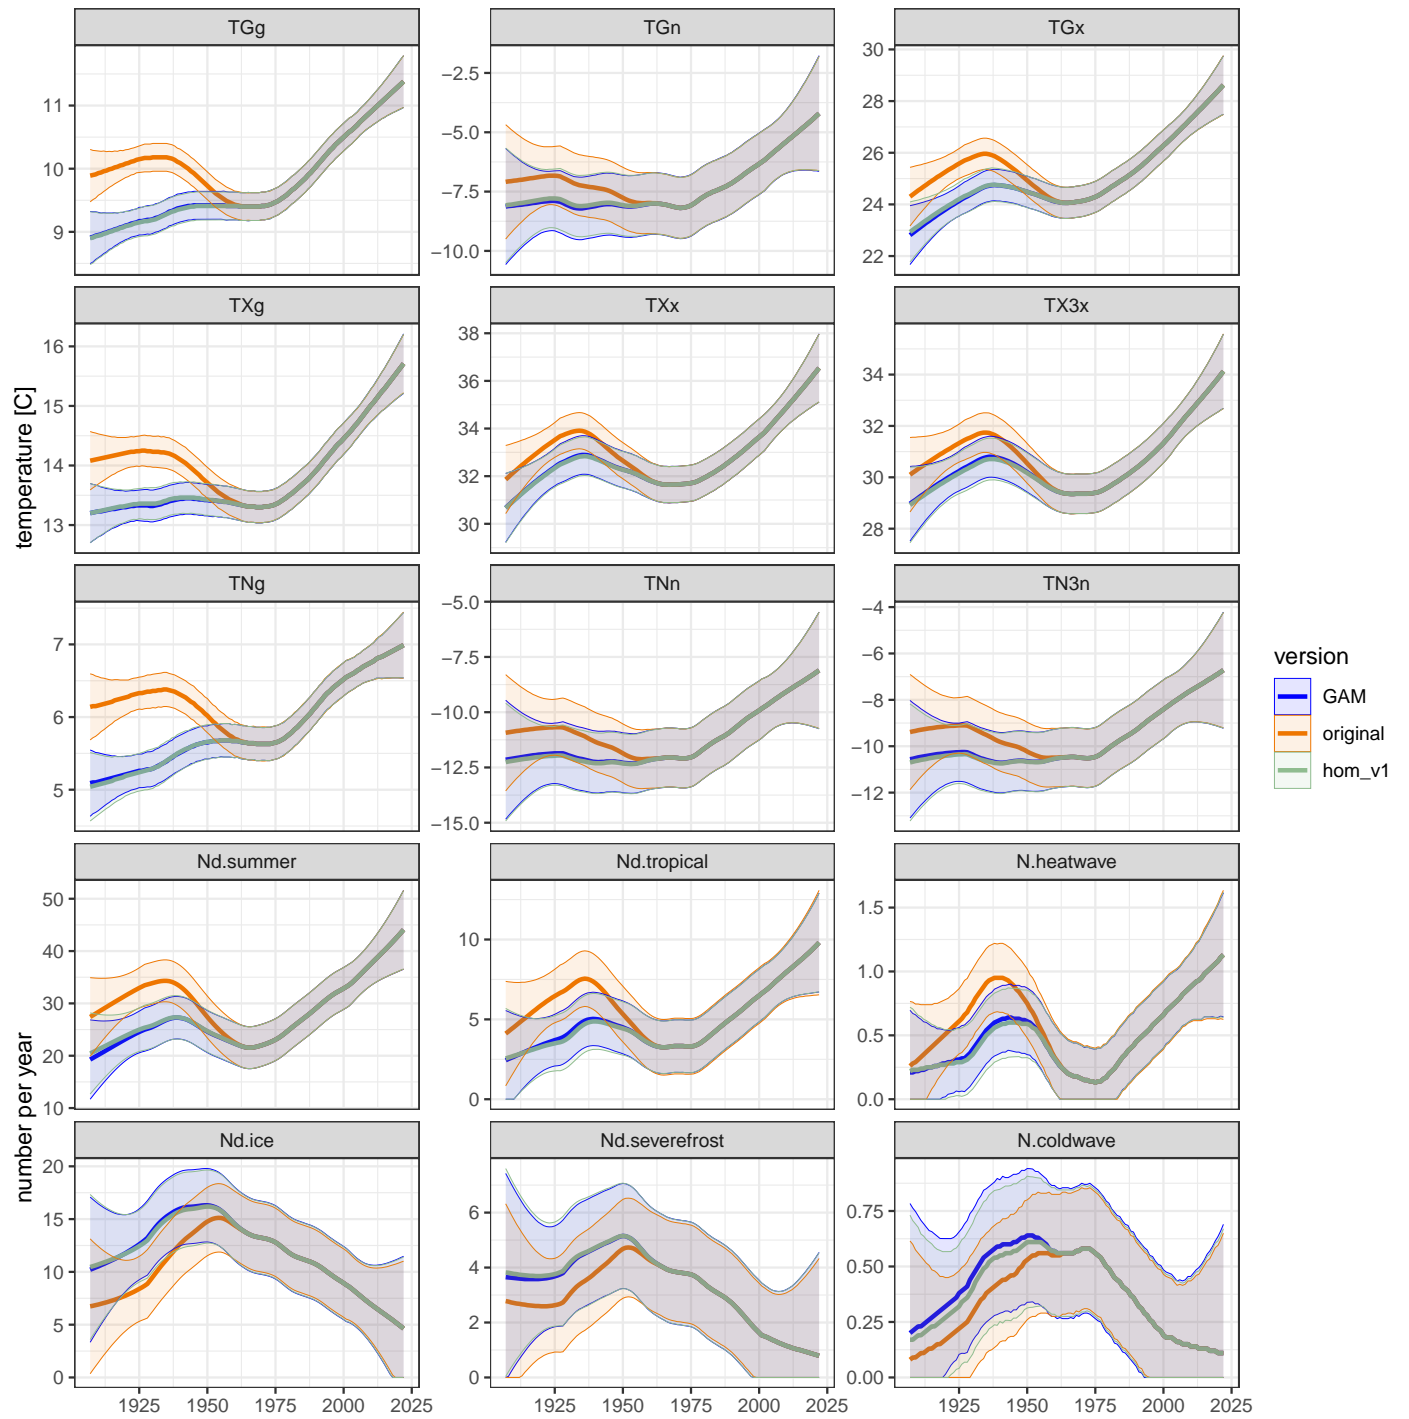 TGg
TGn
TGx
11
10
9
−2.5
−5.0
−7.5
−10.0
30
28
26
24
22
TXg
TXx
TX3x
16
15
14
13
38
36
34
32
30
34
32
30
28
temperature [C]
TNg
TNn
TN3n
7
6
5
−5.0
−7.5
−10.0
−12.5
−15.0
−4
−6
−8
−10
−12
version
GAM
original
hom_v1
Nd.summer
Nd.tropical
N.heatwave
50
40
30
20
10
10
5
0
1.5
1.0
0.5
0.0
number per year
Nd.ice
Nd.severefrost
N.coldwave
20
15
10
5
0
6
4
2
0
0.75
0.50
0.25
0.00
1925 1950 1975 2000 2025
1925 1950 1975 2000 2025
1925 1950 1975 2000 2025